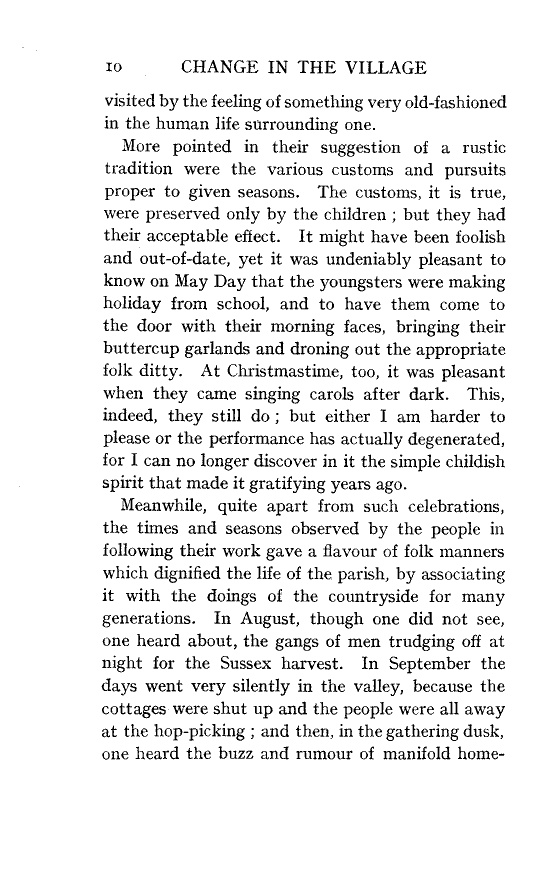 10 CHANGE IN THE VILLAGE
visited by the feeling of something very old-fashioned
in the human life surrounding one.
More pointed in their suggestion of a rustic
tradition were the various customs and pursuits
proper to given seasons. The customs, it is true,
were preserved only by the children ; but they had
their acceptable effect. It might have been foolish
and out-of-date, yet it was undeniably pleasant to
know on May Day that the youngsters were making
holiday from school, and to have them come to
the door with their morning faces, bringing their
buttercup garlands and droning out the appropriate
folk ditty. At Christmastime, too, it was pleasant
when they came singing carols after dark. This,
indeed, they still do ; but either I am harder to
please or the performance has actually degenerated,
for I can no longer discover in it the simple childish
spirit that made it gratifying years ago.
Meanwhile, quite apart from such celebrations,
the times and seasons observed by the people in
following their work gave a flavour of folk manners
which dignified the life of the parish, by associating
it with the doings of the countryside for many
generations. In August, though one did not see,
one heard about, the gangs of men trudging off at
night for the Sussex harvest. In September the
days went very silently in the valley, because the
cottages were shut up and the people were all away
at the hop-picking ; and then, in the gathering dusk,
one heard the buzz and rumour of manifold home-